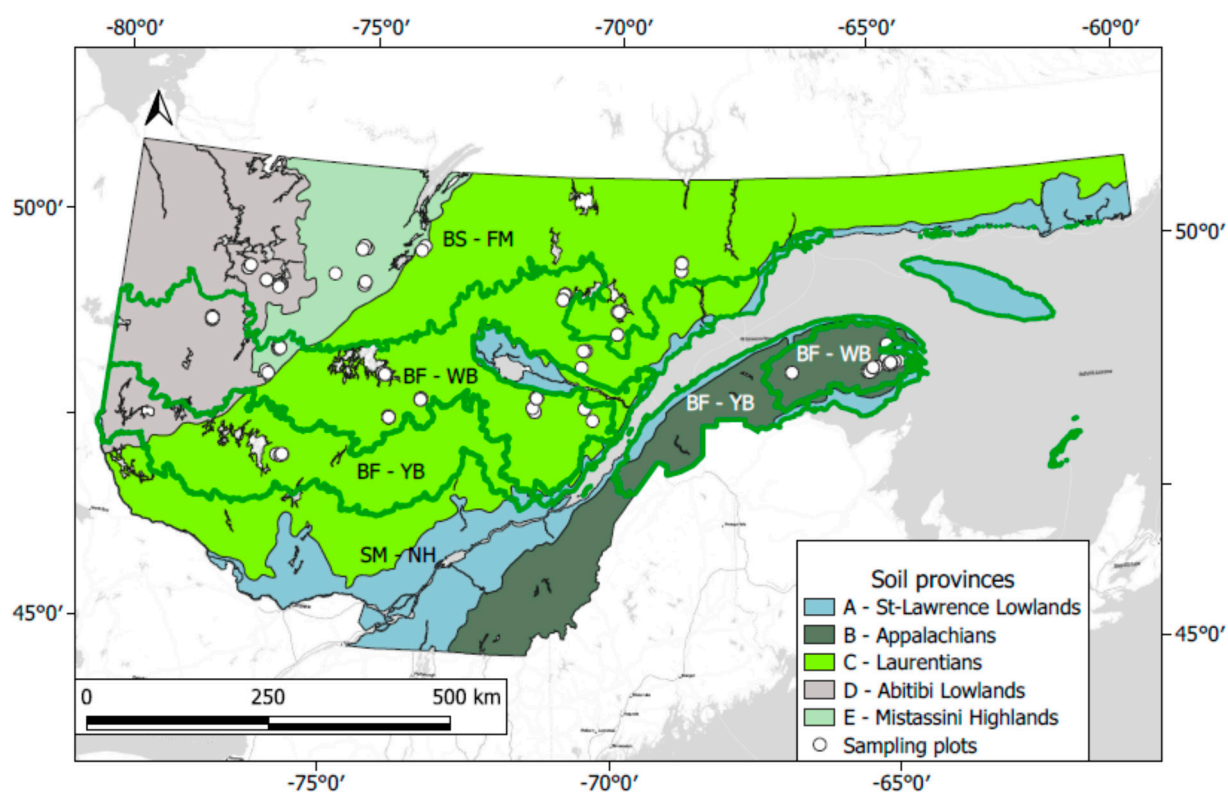 -80°0′ -75°0′ -70°0′ -65°0′ -60°0′
50°0′
50°0′
BS - FM
BF - WB
BF - WB
BF - YB
BF - YB
SM - NH
45°0′
45°0′
Soil provinces
A - St-Lawrence Lowlands
B - Appalachians
C - Laurentians
D - Abitibi Lowlands
E - Mistassini Highlands
Sampling plots
0 250 500 km
-75°0′ -70°0′ -65°0′